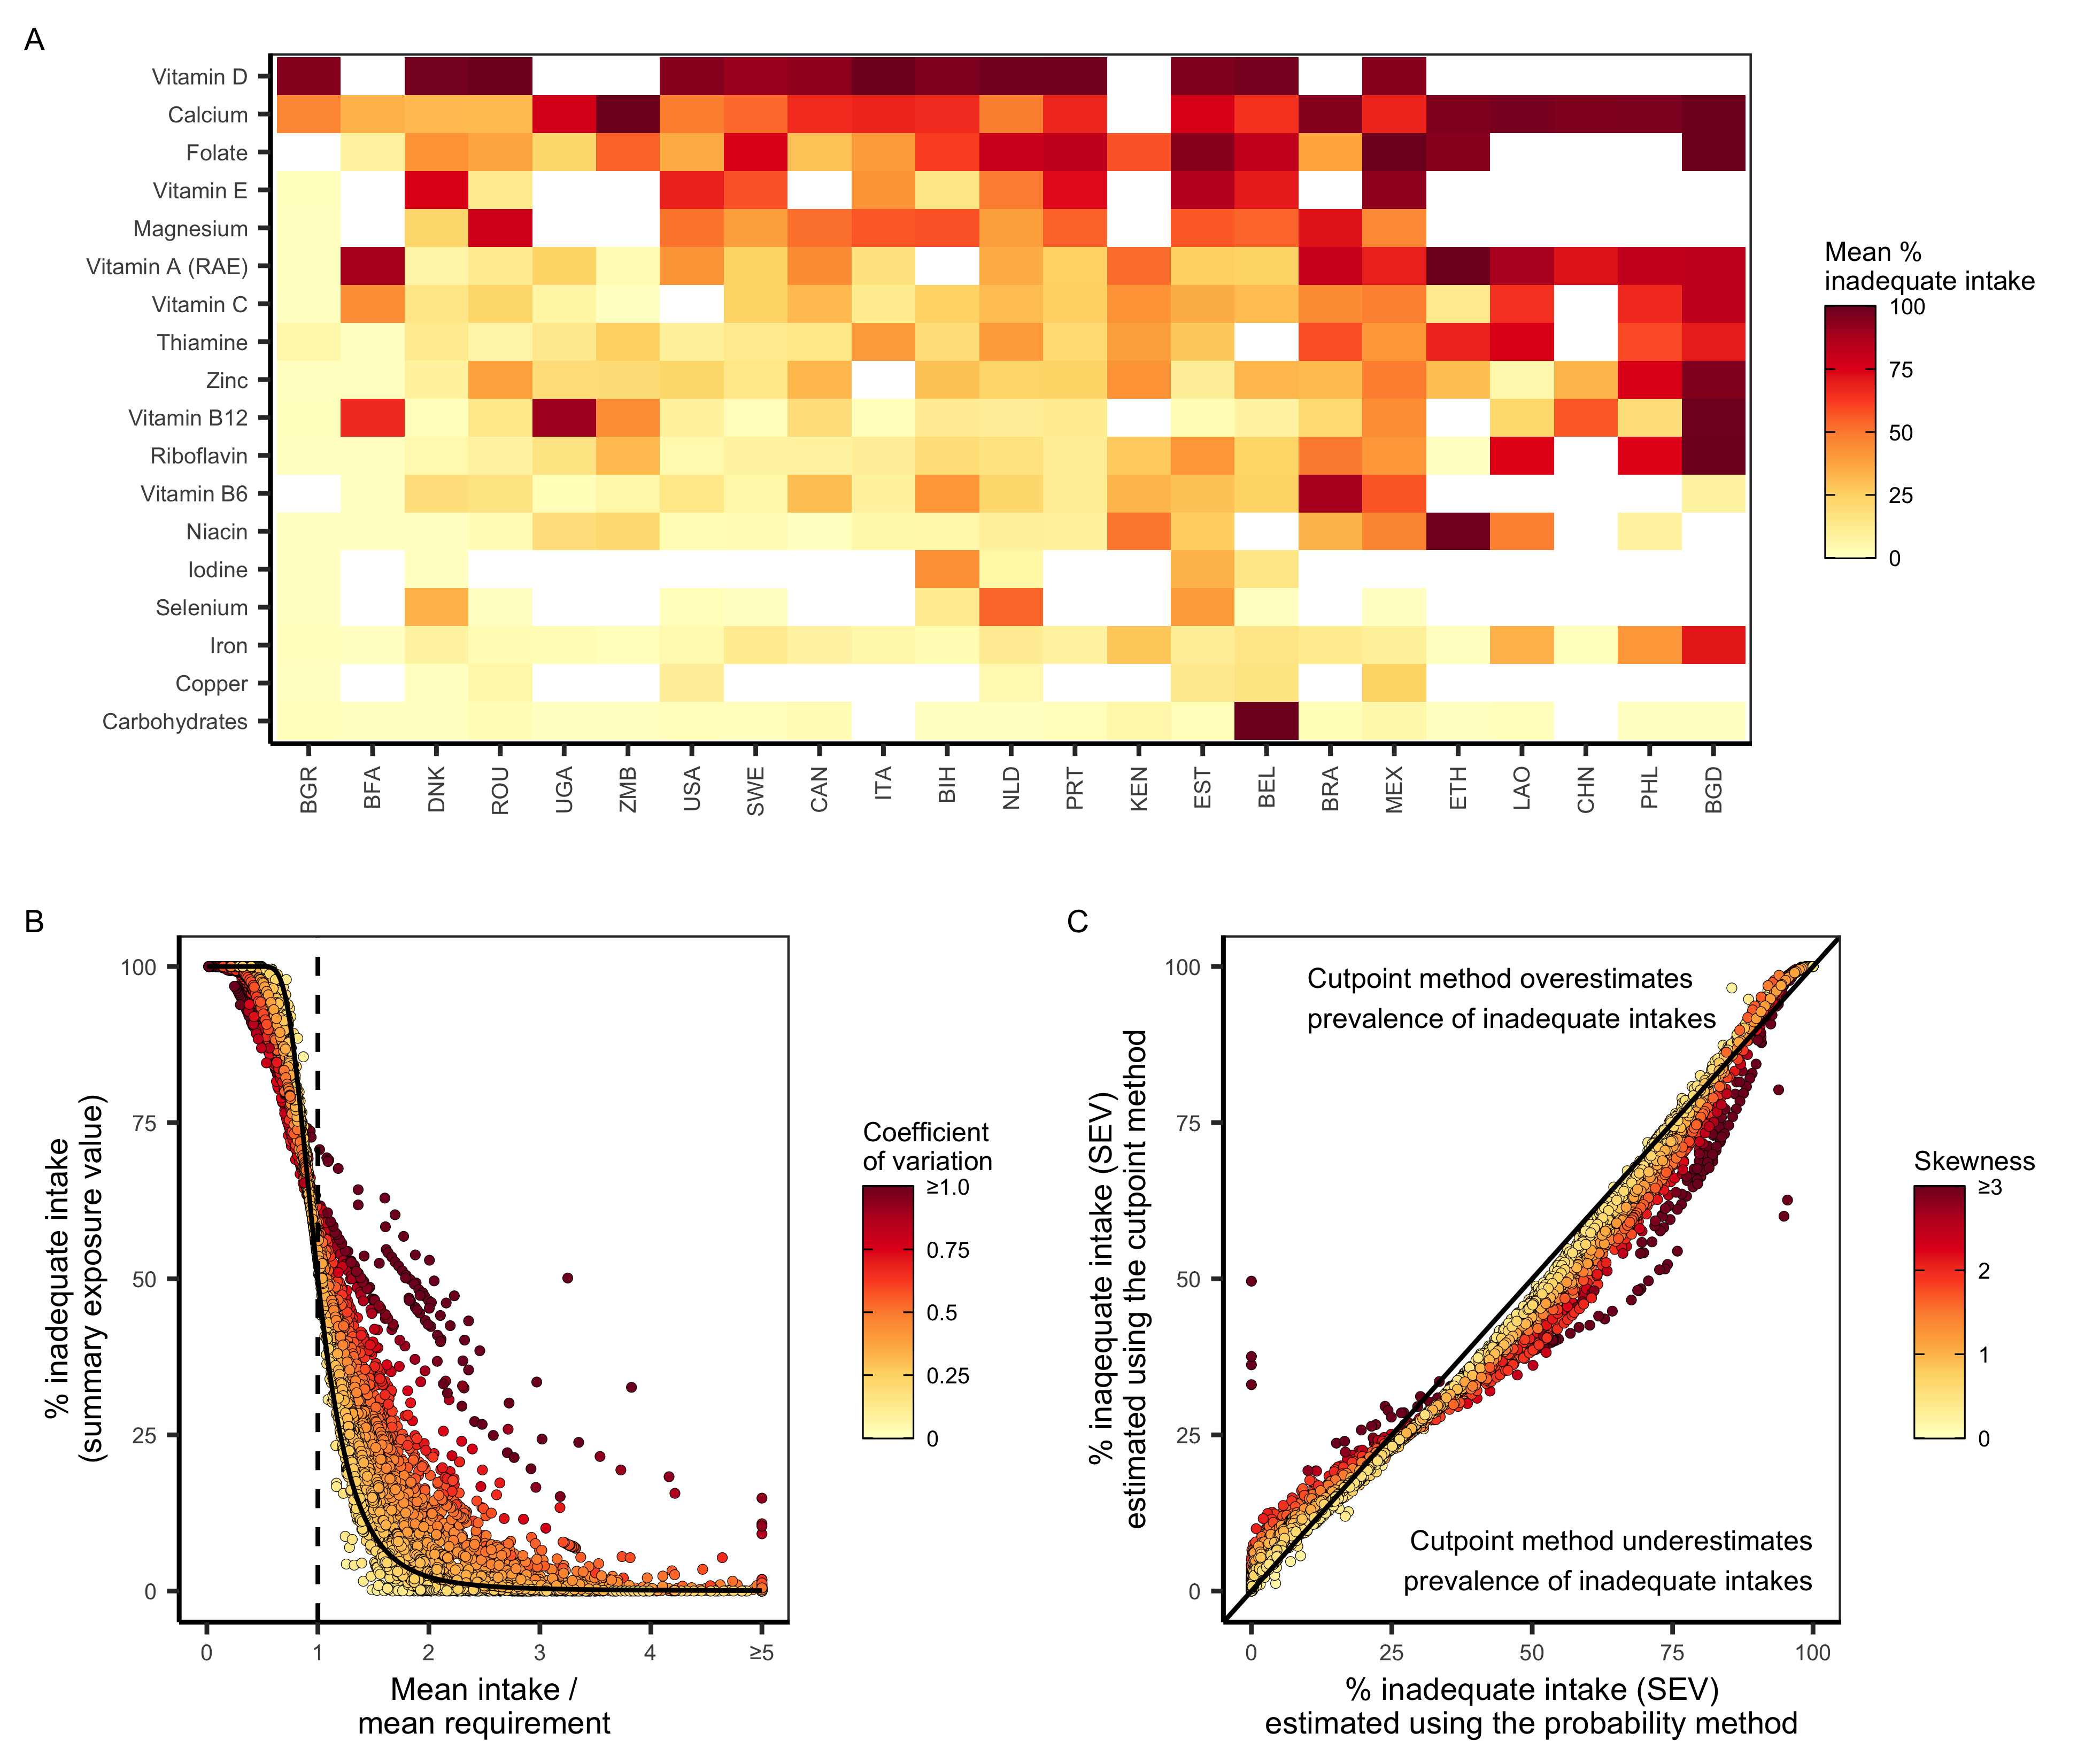 A
Vitamin D
Calcium
Folate
Vitamin E
Magnesium
Vitamin A (RAE)
Vitamin C
Thiamine
Zinc
Vitamin B12
Riboflavin
Vitamin B6
Niacin
Iodine
Selenium
Iron
Copper
Carbohydrates
BGR BFA DNK ROU UGA ZMB USA SWE CAN ITA BIH NLD PRT KEN EST BEL BRA MEX ETH LAO CHN PHL BGD
Mean %
inadequate intake
100
75
50
25
0
B
% inadequate intake
(summary exposure value)
100
75
50
25
0
0 1 2 3 4 ≥5
Mean intake /
mean requirement
Coefficient
of variation
≥1.0
0.75
0.5
0.25
0
C
% inaqequate intake (SEV)
estimated using the cutpoint method
100
75
50
25
0
Cutpoint method overestimates
prevalence of inadequate intakes
Cutpoint method underestimates
prevalence of inadequate intakes
0 25 50 75 100
% inadequate intake (SEV)
estimated using the probability method
Skewness
≥3
2
1
0